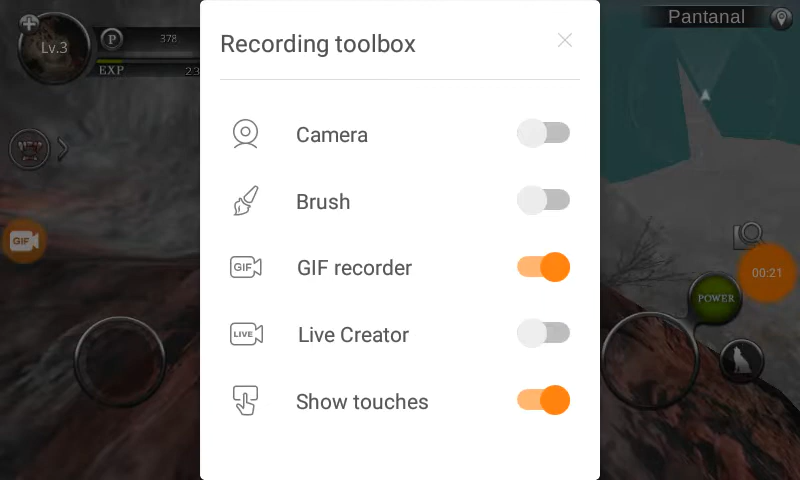 Lv.3
P
378
EXP
23
Pantanal
Recording toolbox
Camera
Brush
GIF
GIF recorder
LIVE
Live Creator
Show touches
GIF
00:21
POWER